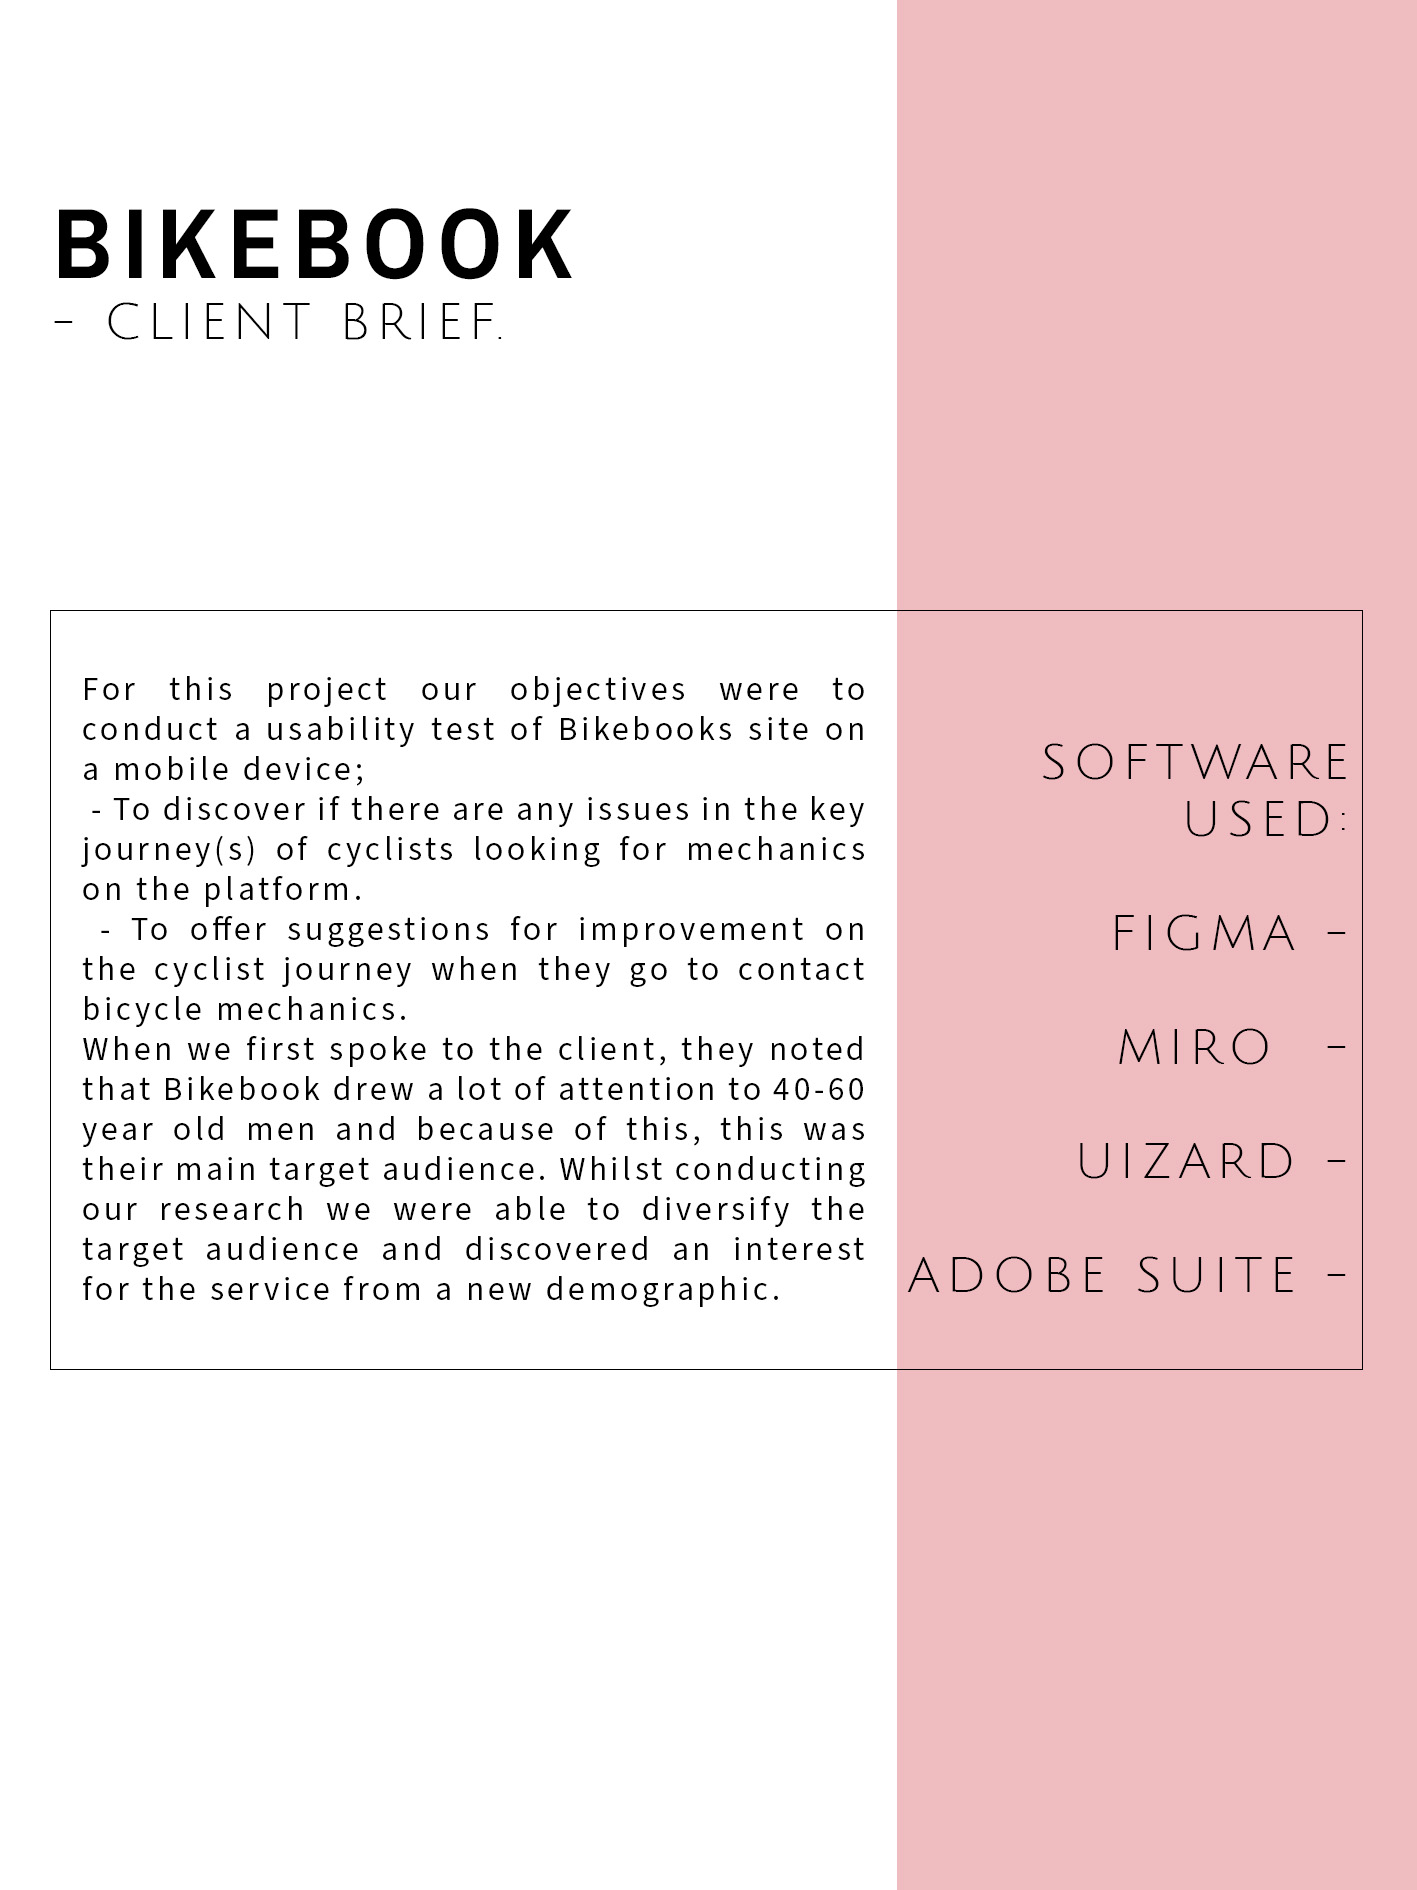 BIKEBOOK
- CLIENT BRIEF.
For this project our objectives were to
conduct a usability test of Bikebooks site on
a mobile device;
- To discover if there are any issues in the key
journey(s) of cyclists looking for mechanics
on the platform.
- To offer suggestions for improvement on
the cyclist journey when they go to contact
bicycle mechanics.
When we first spoke to the client, they noted
that Bikebook drew a lot of attention to 40-60
year old men and because of this, this was
their main target audience. Whilst conducting
our research we were able to diversify the
target audience and discovered an interest
for the service from a new demographic.
SOFTWARE
USED:
FIGMA -
MIRO -
UIZARD -
ADOBE SUITE -